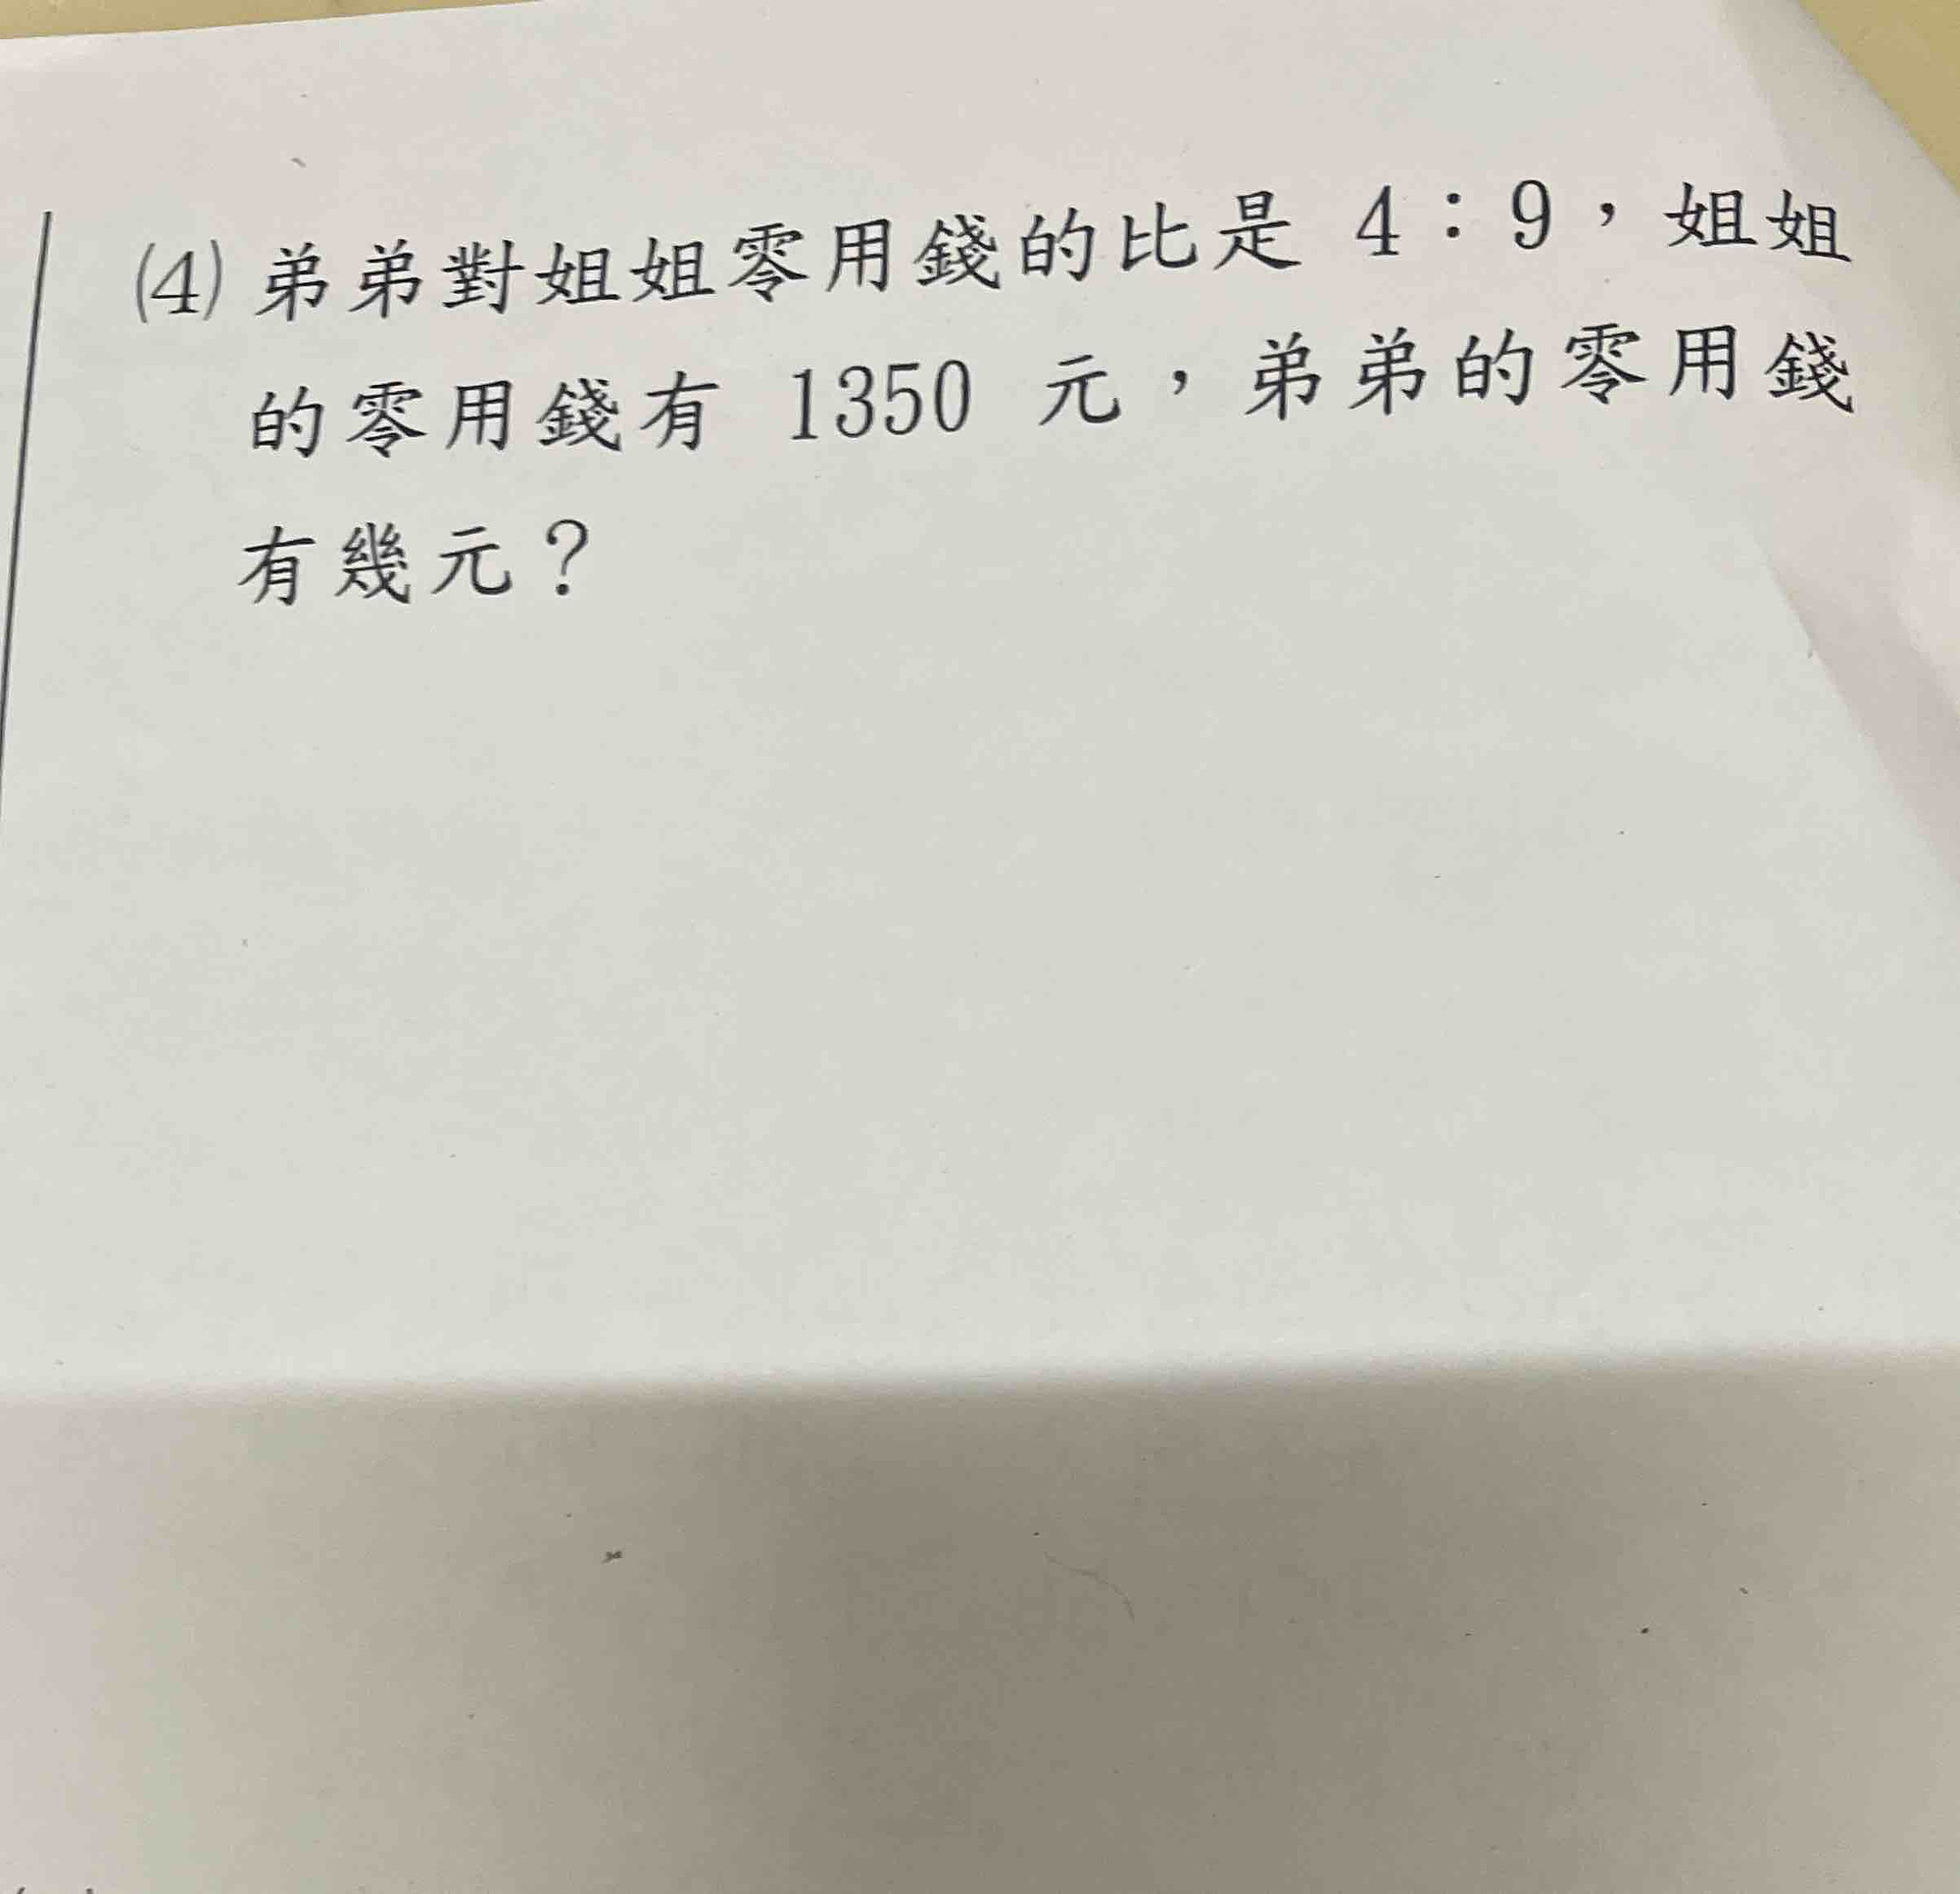 ⑷ 弟弟對姐姐零用錢的比是 4：9，姐姐
的零用錢有 1350 元，弟弟的零用錢
有幾元？